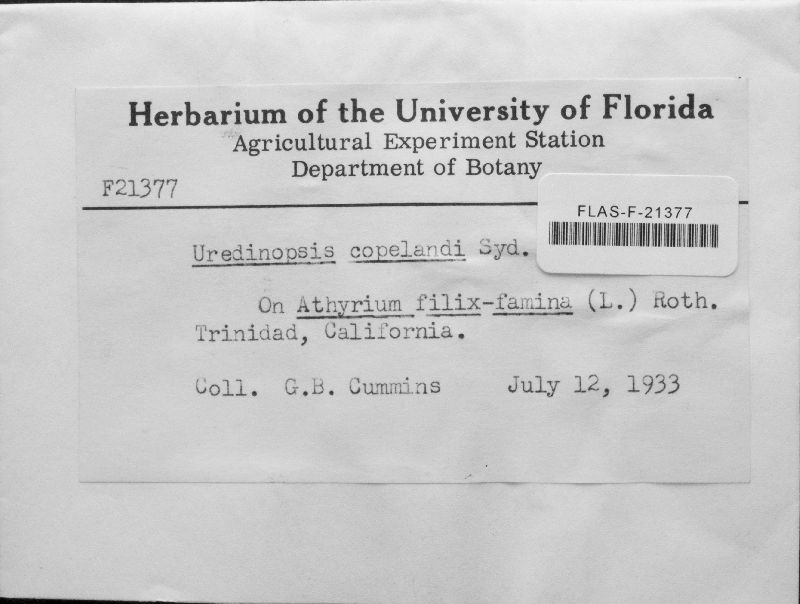 Herbarium of the University of Florida
Agricultural Experiment Station
Department of Botany
F21377
FLAS-F-21377
Uredinopsis copelandi Syd.
On Athyrium filix-famina (L.) Roth.
Trinidad, California.
Coll. G.B. Cummins July 12, 1933